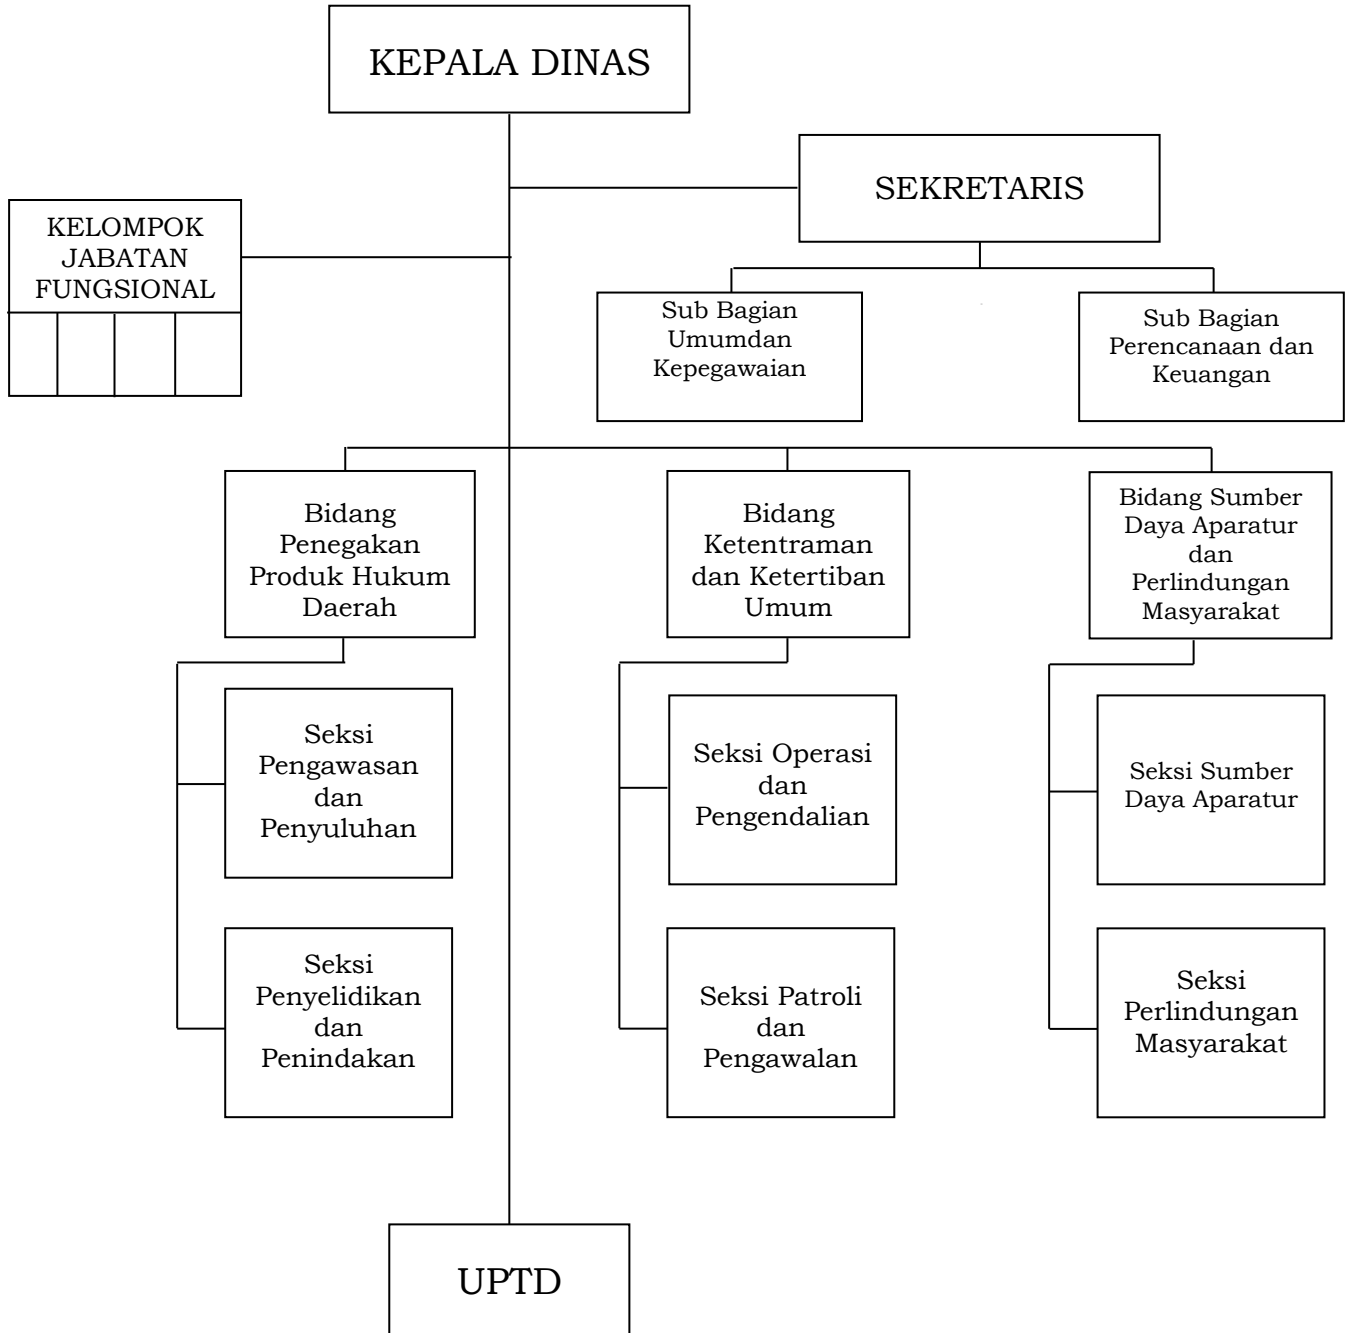 KEPALA DINAS
SEKRETARIS
KELOMPOK
JABATAN
FUNGSIONAL
Sub Bagian
Umumdan
Kepegawaian
Sub Bagian
Perencanaan dan
Keuangan
Bidang
Penegakan
Produk Hukum
Daerah
Bidang
Ketentraman
dan Ketertiban
Umum
Bidang Sumber
Daya Aparatur
dan
Perlindungan
Masyarakat
Seksi
Pengawasan
dan
Penyuluhan
Seksi Operasi
dan
Pengendalian
Seksi Sumber
Daya Aparatur
Seksi
Penyelidikan
dan
Penindakan
Seksi Patroli
dan
Pengawalan
Seksi
Perlindungan
Masyarakat
UPTD